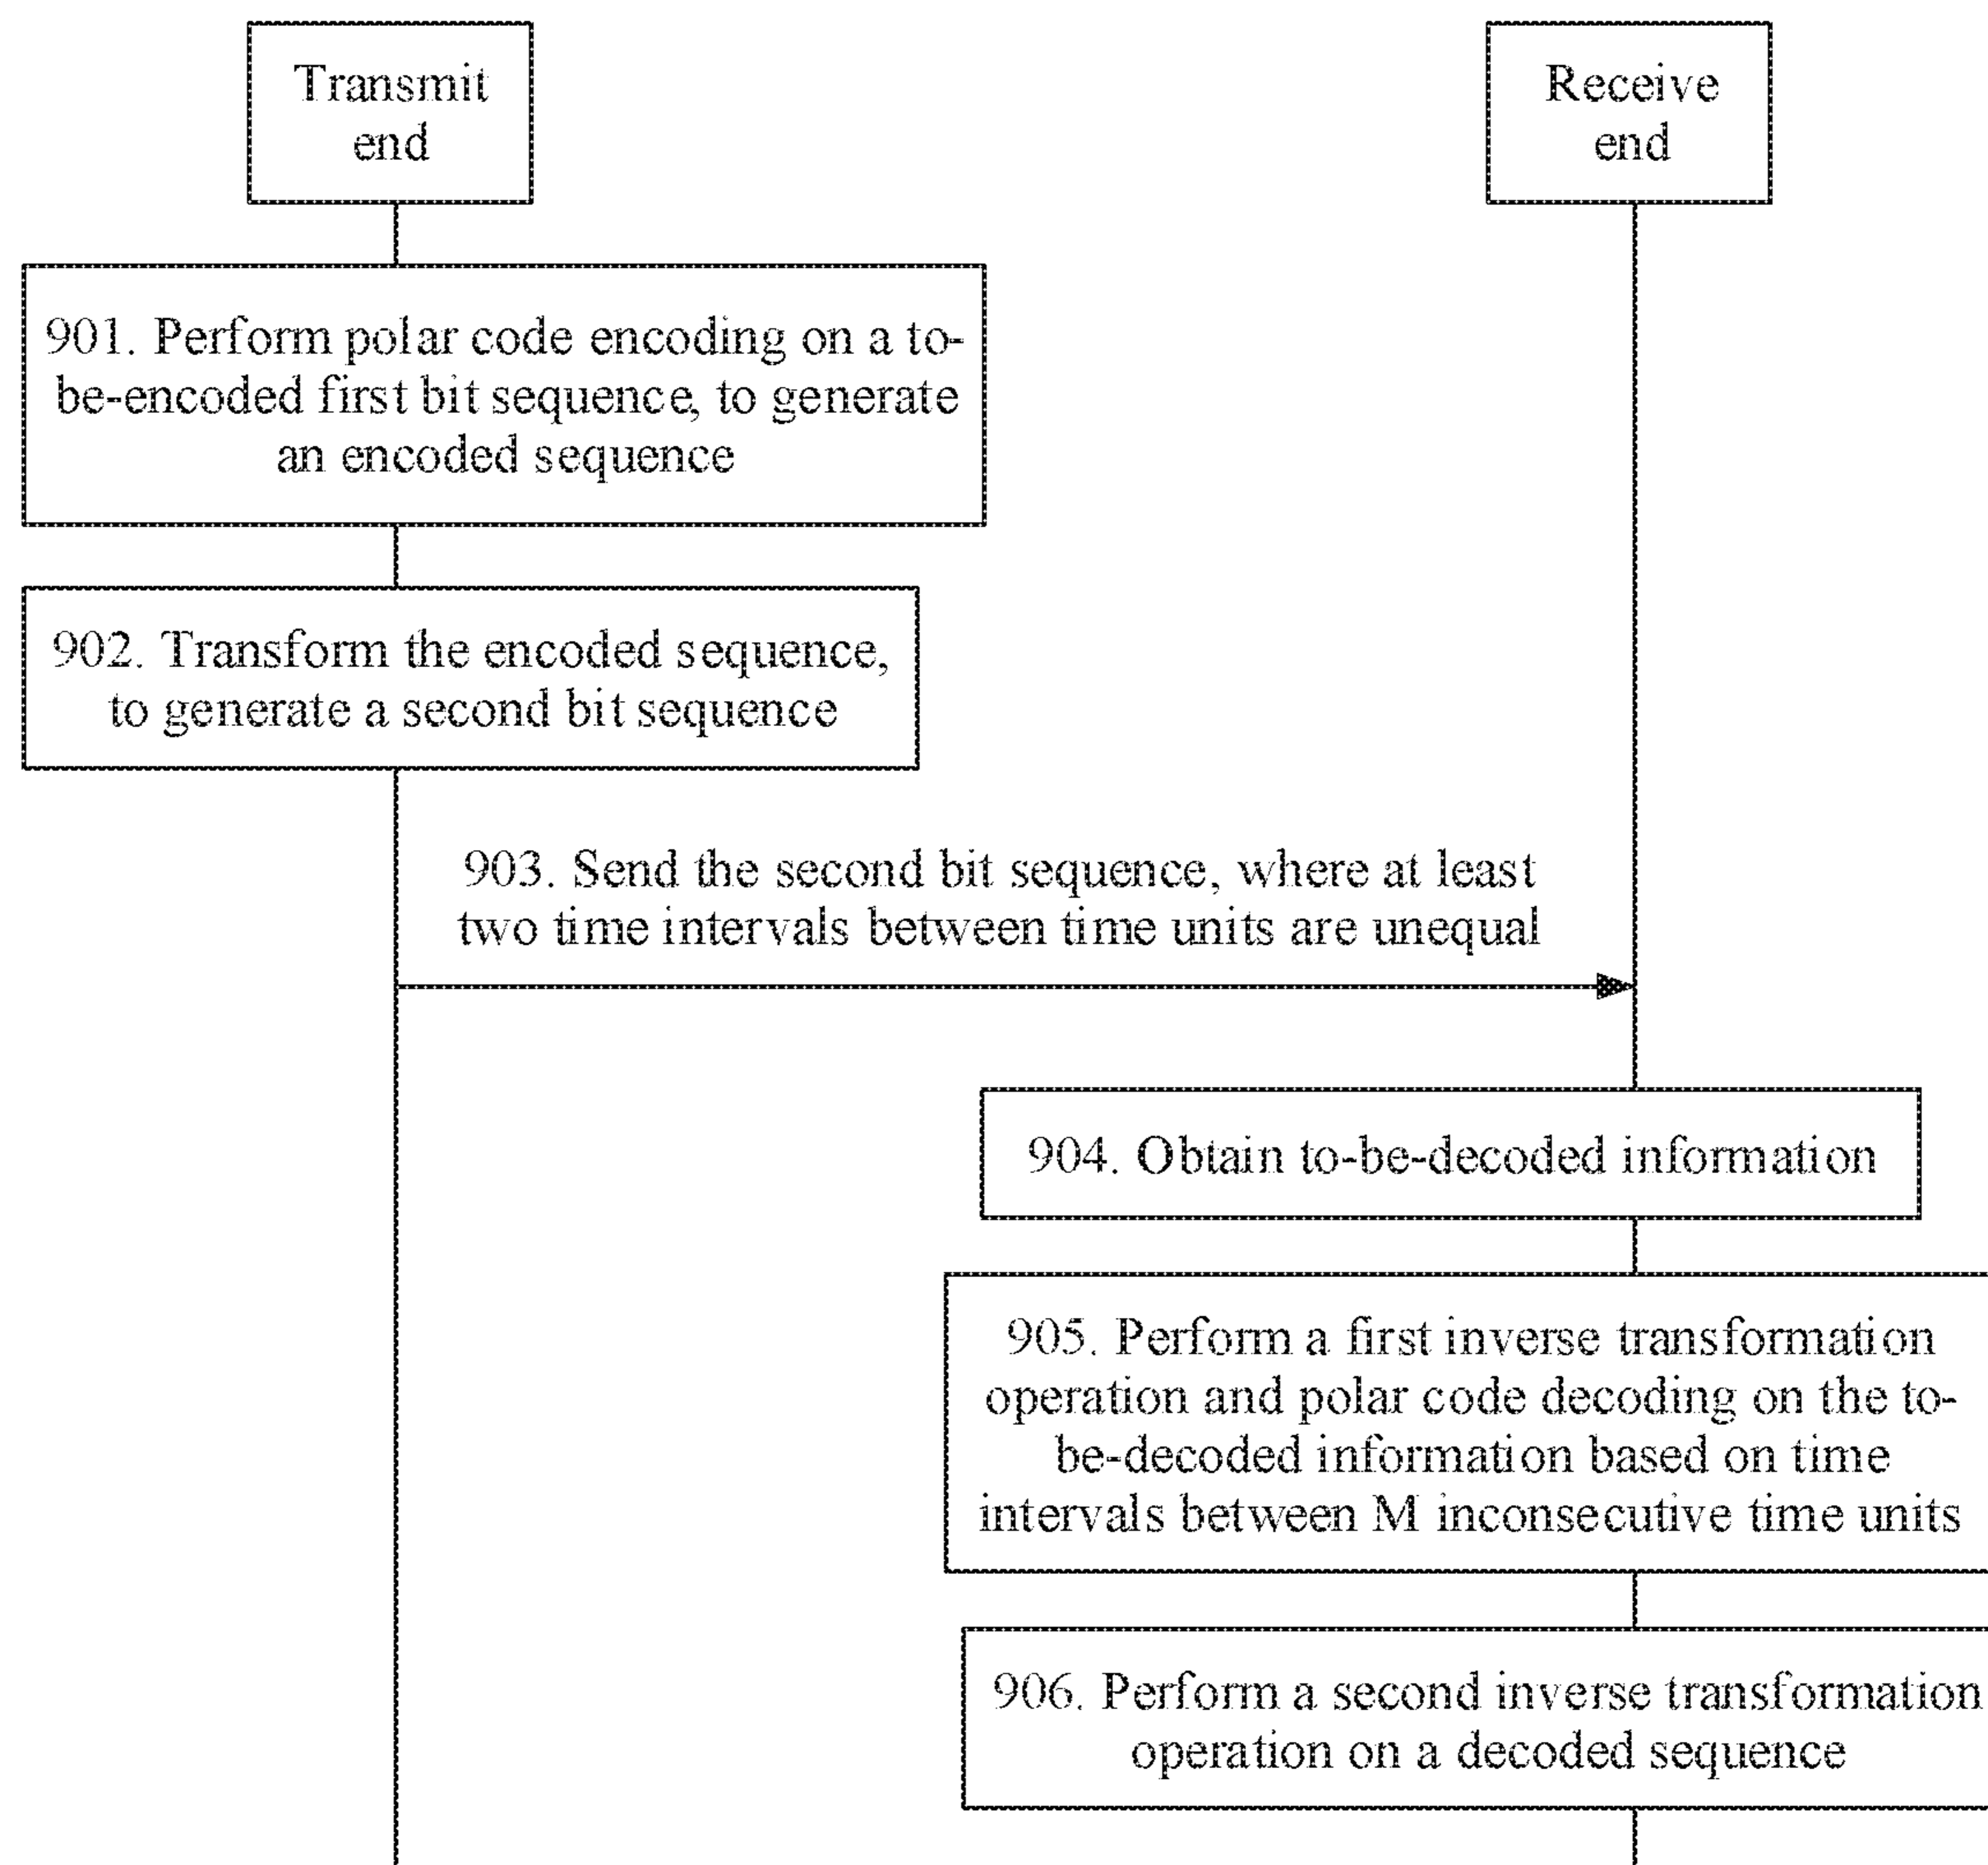 Transmit
end
Receive
end
901. Perform polar code encoding on a to-
be-encoded first bit sequence, to generate
an encoded sequence
902. Transform the encoded sequence,
to generate a second bit sequence
903. Send the second bit sequence, where at least
two time intervals between time units are unequal
904. Obtain to-be-decoded information
905. Perform a first inverse transformation
operation and polar code decoding on the to-
be-decoded information based on time
intervals between M inconsecutive time units
906. Perform a second inverse transformation
operation on a decoded sequence